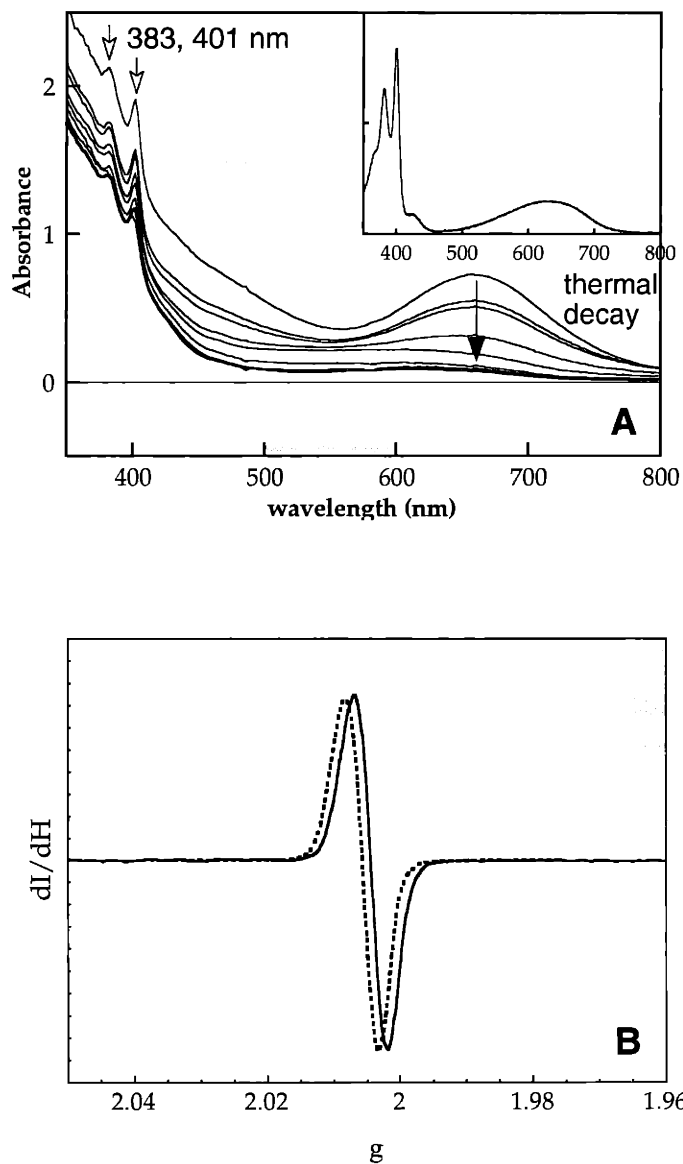 383, 401 nm
2
1
0
Absorbance
400 500 600 700 800
thermal
decay
A
400 500 600 700 800
wavelength (nm)
dI/dH
B
2.04 2.02 2 1.98 1.96
g